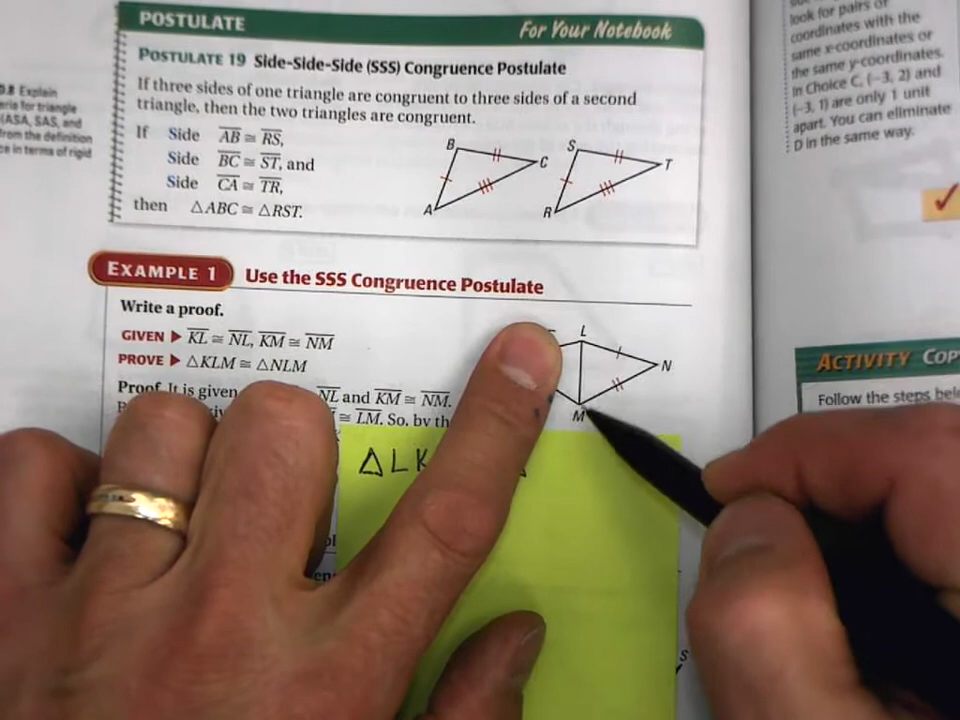 POSTULATE For Your Notebook
POSTULATE 19 Side-Side-Side (SSS) Congruence Postulate
If three sides of one triangle are congruent to three sides of a second
triangle, then the two triangles are congruent.
If Side AB ≅ RS,
Side BC ≅ ST, and
Side CA ≅ TR,
then △ABC ≅ △RST.
B
C
A
S
T
R
EXAMPLE 1 Use the SSS Congruence Postulate
Write a proof.
GIVEN ▶ KL ≅ NL, KM ≅ NM
PROVE ▶ △KLM ≅ △NLM
Proof It is given NL and KM ≅ NM.
≅ LM. So, by th
L
N
M
△LK
Explain
for triangle
(ASA, SAS, and
from the definition
in terms of rigid
look for pairs of
coordinates with the
same x-coordinates or
the same y-coordinates.
In Choice C, (−3, 2) and
(−3, 1) are only 1 unit
apart. You can eliminate
D in the same way.
ACTIVITY COP
Follow the steps bel
S